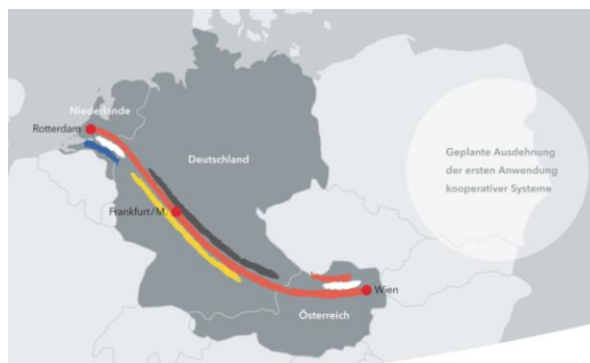 Niederlande
Rotterdam
Deutschland
Geplante Ausdehnung
der ersten Anwendung
kooperativer Systeme
Frankfurt/M.
Wien
Österreich